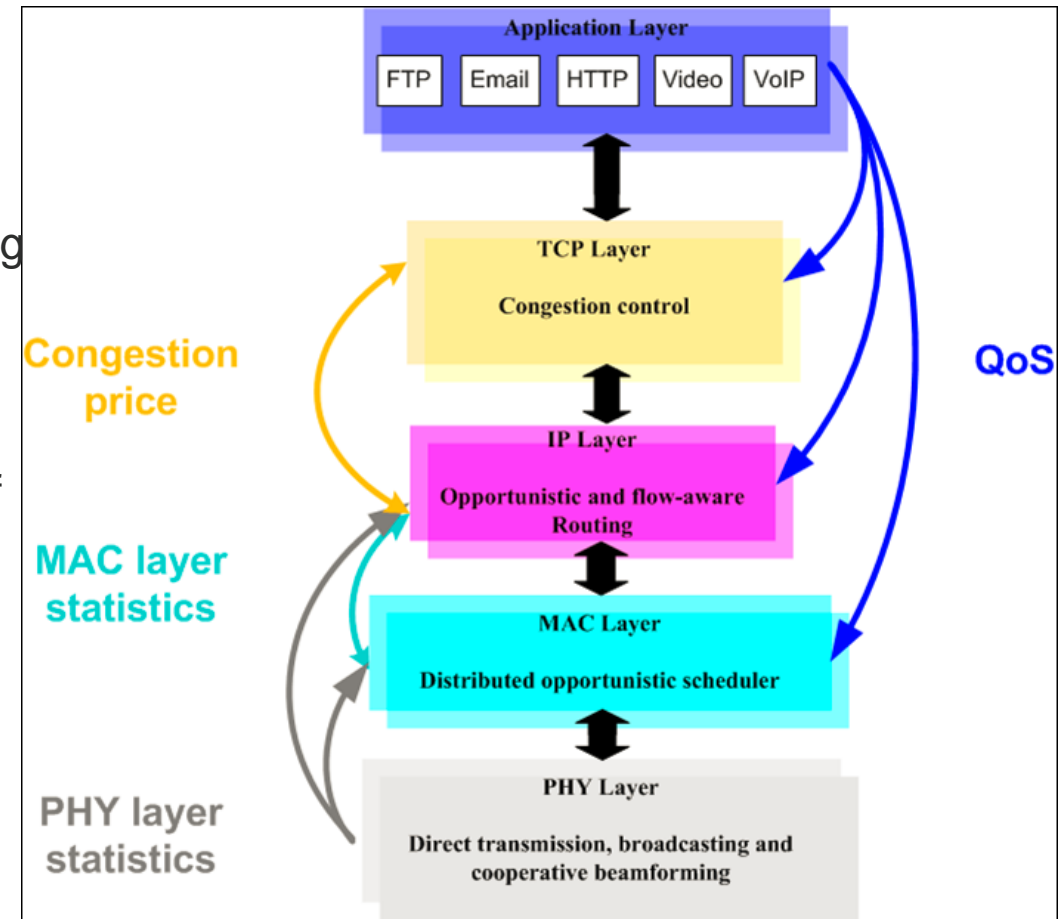 Application Layer
FTP Email HTTP Video VoIP
g
TCP Layer
Congestion control
Congestion
price
QoS
IP Layer
Opportunistic and flow-aware
Routing
MAC layer
statistics
MAC Layer
Distributed opportunistic scheduler
PHY Layer
PHY layer
statistics
Direct transmission, broadcasting and
cooperative beamforming